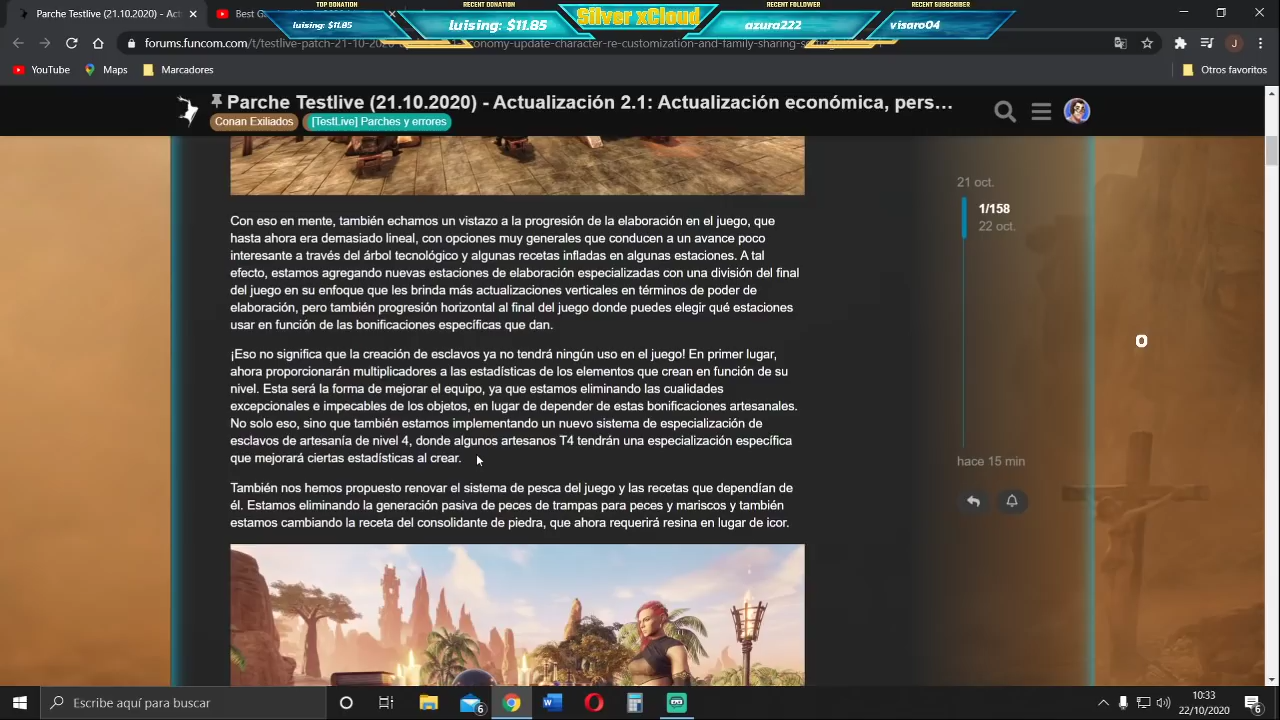 TOP DONATION
luising: $11.85
RECENT DONATION
luising: $11.85
Silver xCloud
RECENT FOLLOWER
azura222
RECENT SUBSCRIBER
visaro04
Parche Testlive (21.10.2020) - Act
Best G
forums.funcom.com/t/testlive-patch-21-10-2020
onomy-update-character-re-customization-and-family-sharing
J
YouTube
Maps
Marcadores
Otros favoritos
Parche Testlive (21.10.2020) - Actualización 2.1: Actualización económica, pers…
Conan Exiliados
[TestLive] Parches y errores
Con eso en mente, también echamos un vistazo a la progresión de la elaboración en el juego, que
hasta ahora era demasiado lineal, con opciones muy generales que conducen a un avance poco
interesante a través del árbol tecnológico y algunas recetas infladas en algunas estaciones. A tal
efecto, estamos agregando nuevas estaciones de elaboración especializadas con una división del final
del juego en su enfoque que les brinda más actualizaciones verticales en términos de poder de
elaboración, pero también progresión horizontal al final del juego donde puedes elegir qué estaciones
usar en función de las bonificaciones específicas que dan.
¡Eso no significa que la creación de esclavos ya no tendrá ningún uso en el juego! En primer lugar,
ahora proporcionarán multiplicadores a las estadísticas de los elementos que crean en función de su
nivel. Esta será la forma de mejorar el equipo, ya que estamos eliminando las cualidades
excepcionales e impecables de los objetos, en lugar de depender de estas bonificaciones artesanales.
No solo eso, sino que también estamos implementando un nuevo sistema de especialización de
esclavos de artesanía de nivel 4, donde algunos artesanos T4 tendrán una especialización específica
que mejorará ciertas estadísticas al crear.
También nos hemos propuesto renovar el sistema de pesca del juego y las recetas que dependían de
él. Estamos eliminando la generación pasiva de peces de trampas para peces y mariscos y también
estamos cambiando la receta del consolidante de piedra, que ahora requerirá resina en lugar de icor.
21 oct.
1/158
22 oct.
hace 15 min
0
Escribe aquí para buscar
6
10:33
22/10/2020
6